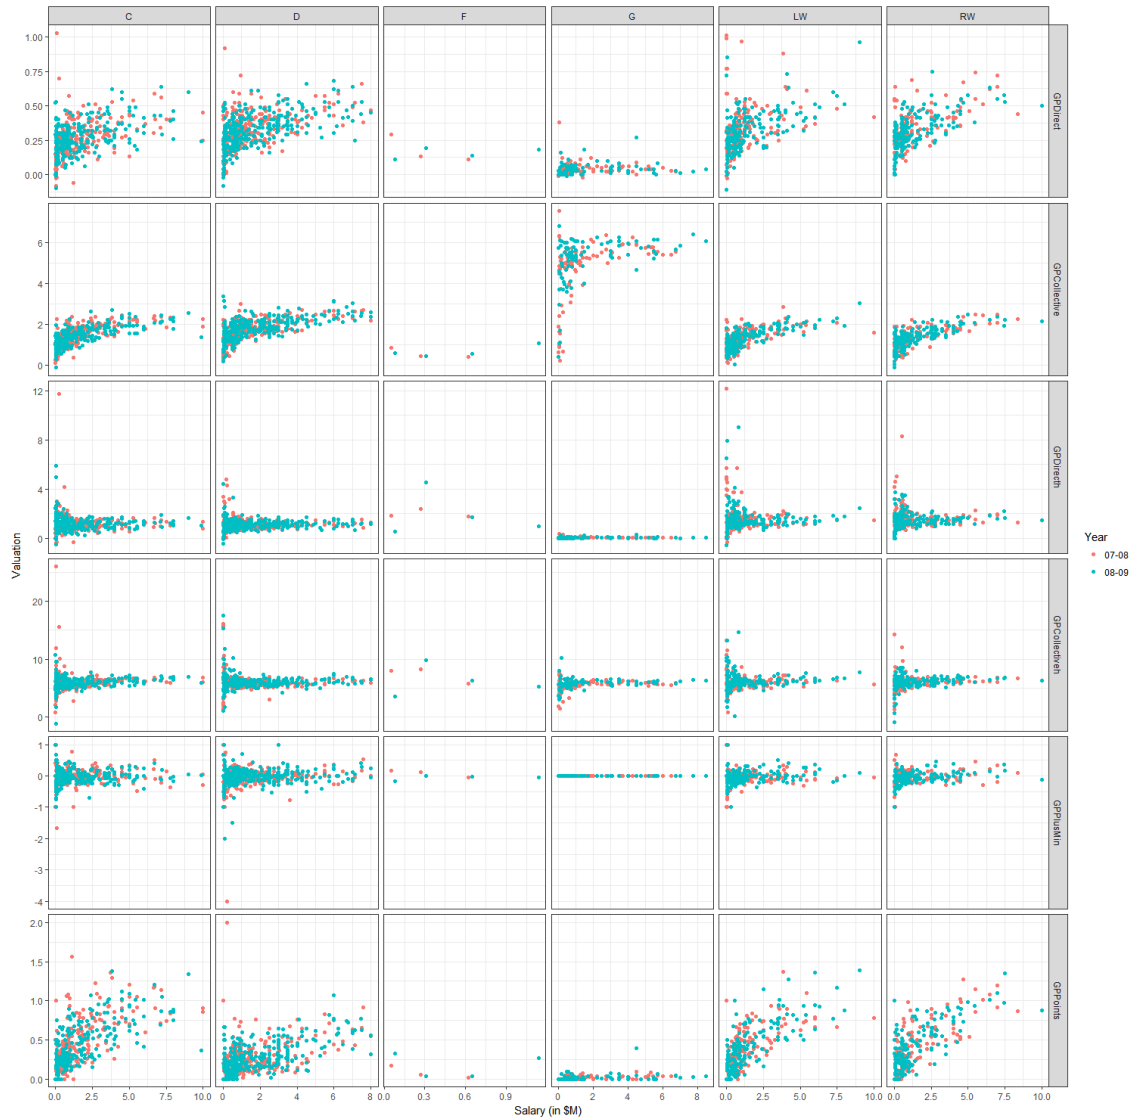 C D F G LW RW
1.00
0.75
0.50
0.25
0.00
GPDirect
6
4
2
0
GPCollective
12
8
4
0
GPDirecth
20
10
0
GPCollectiveh
1
0
-1
-2
-3
-4
GPPlusMin
2.0
1.5
1.0
0.5
0.0
GPPoints
0.0 2.5 5.0 7.5 10.0 0 2 4 6 8 0.0 0.3 0.6 0.9 0 2 4 6 8 0.0 2.5 5.0 7.5 10.0 0.0 2.5 5.0 7.5 10.0
Salary (in $M)
Valuation
Year
07-08
08-09